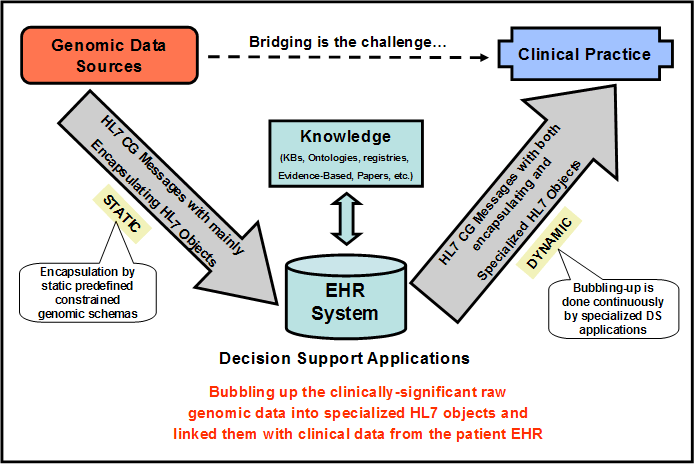 Genomic Data
Sources
Bridging is the challenge…
Clinical Practice
HL7 CG Messages with mainly
Encapsulating HL7 Objects
STATIC
Encapsulation by
static predefined
constrained
genomic schemas
Knowledge
(KBs, Ontologies, registries,
Evidence-Based, Papers, etc.)
EHR
System
HL7 CG Messages with both
encapsulating and
Specialized HL7 Objects
DYNAMIC
Bubbling-up is
done continuously
by specialized DS
applications
Decision Support Applications
Bubbling up the clinically-significant raw
genomic data into specialized HL7 objects and
linked them with clinical data from the patient EHR